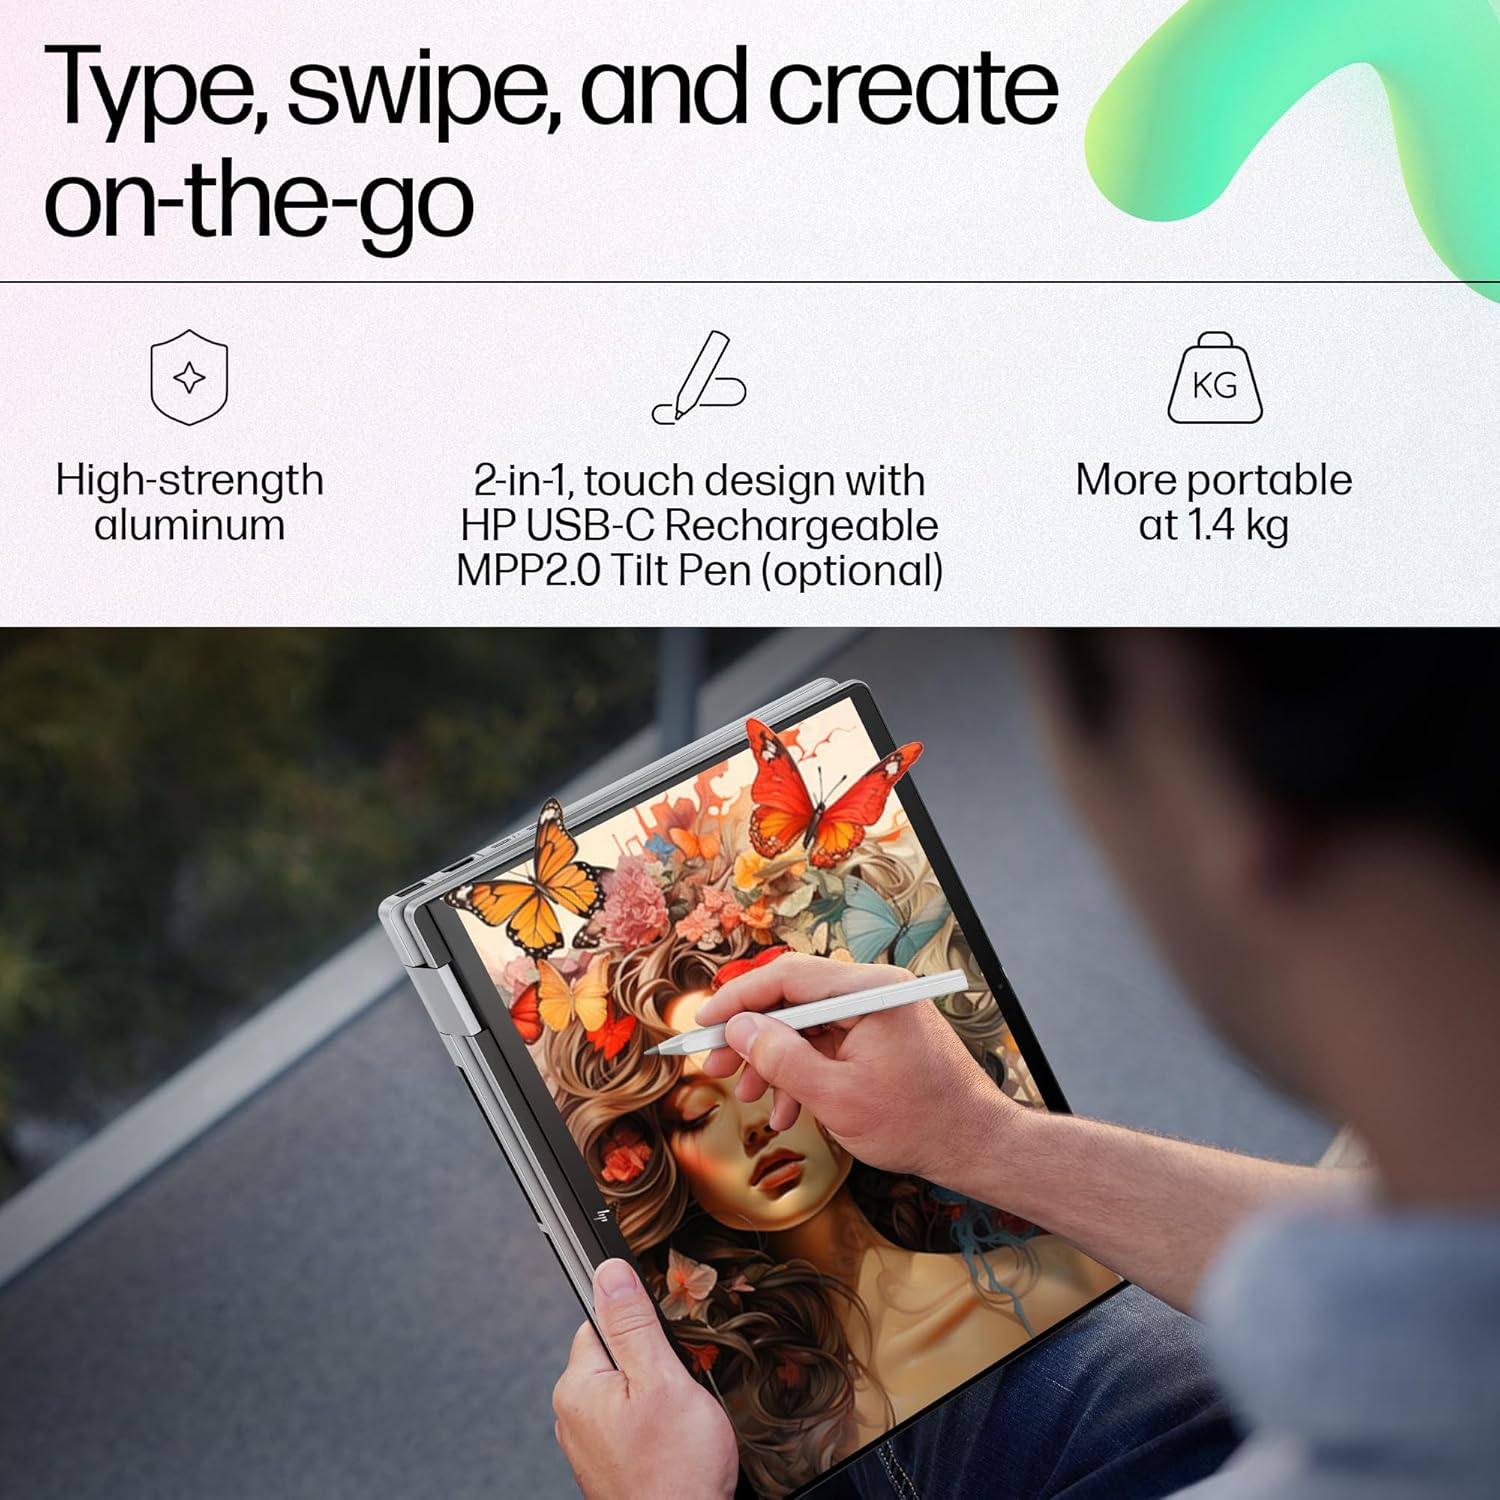 Type, swipe, and create
on-the-go
KG
High-strength
aluminum
2-in-1, touch design with
HP USB-C Rechargeable
MPP2.0 Tilt Pen (optional)
More portable
at 1.4 kg
hp